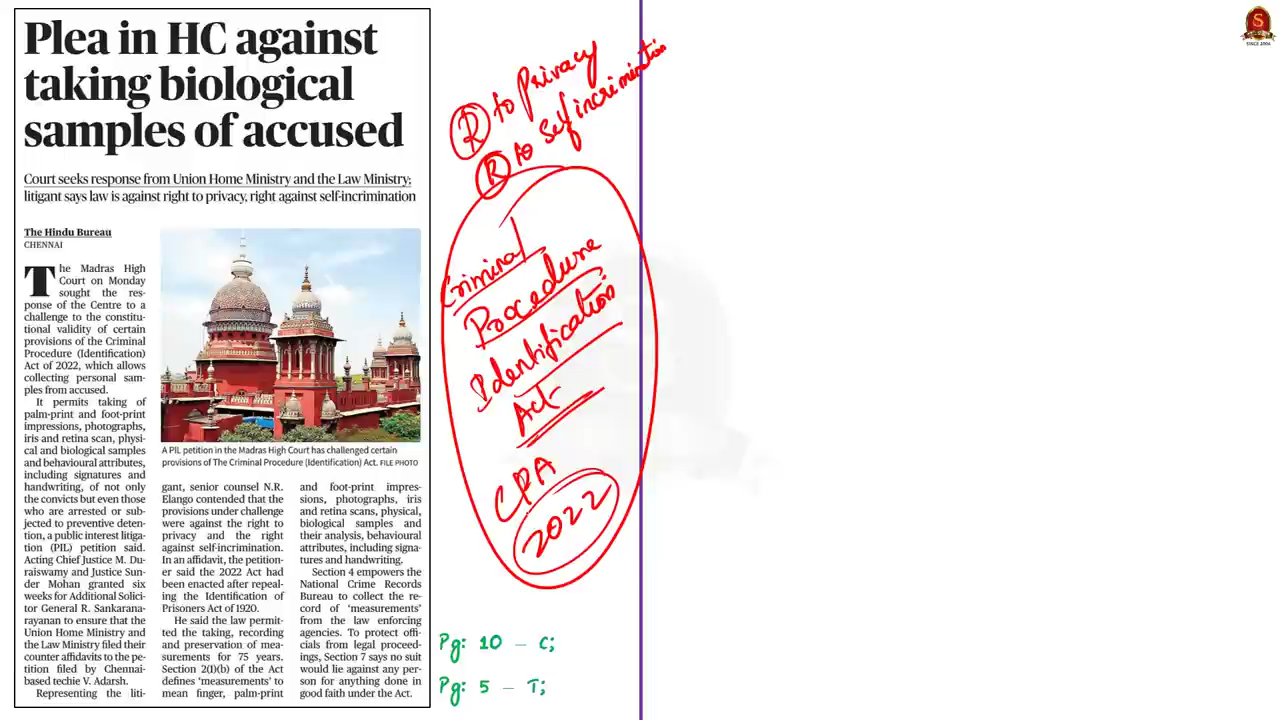 Plea in HC against
taking biological
samples of accused
Court seeks response from Union Home Ministry and the Law Ministry;
litigant says law is against right to privacy, right against self-incrimination
The Hindu Bureau
CHENNAI
The Madras High
Court on Monday
sought the res-
ponse of the Centre to a
challenge to the constitu-
tional validity of certain
provisions of the Criminal
Procedure (Identification)
Act of 2022, which allows
collecting personal sam-
ples from accused.
It permits taking of
palm-print and foot-print
impressions, photographs,
iris and retina scan, physi-
cal and biological samples
and behavioural attributes,
including signatures and
handwriting, of not only
the convicts but even those
who are arrested or sub-
jected to preventive deten-
tion, a public interest litiga-
tion (PIL) petition said.
Acting Chief Justice M. Du-
raiswamy and Justice Sun-
der Mohan granted six
weeks for Additional Solici-
tor General R. Sankarana-
rayanan to ensure that the
Union Home Ministry and
the Law Ministry filed their
counter affidavits to the pe-
tition filed by Chennai-
based techie V. Adarsh.
Representing the liti-
A PIL petition in the Madras High Court has challenged certain
provisions of The Criminal Procedure (Identification) Act. FILE PHOTO
gant, senior counsel N.R.
Elango contended that the
provisions under challenge
were against the right to
privacy and the right
against self-incrimination.
In an affidavit, the petition-
er said the 2022 Act had
been enacted after repeal-
ing the Identification of
Prisoners Act of 1920.
He said the law permit-
ted the taking, recording
and preservation of mea-
surements for 75 years.
Section 2(1)(b) of the Act
defines 'measurements' to
mean finger, palm-print
and foot-print impres-
sions, photographs, iris
and retina scans, physical,
biological samples and
their analysis, behavioural
attributes, including signa-
tures and handwriting.
Section 4 empowers the
National Crime Records
Bureau to collect the re-
cord of 'measurements'
from the law enforcing
agencies. To protect offi-
cials from legal proceed-
ings, Section 7 says no suit
would lie against any per-
son for anything done in
good faith under the Act.
R to Privacy
R to Self incrimination
Criminal
Procedure
Identification
Act
CPA
2022
Pg: 10 – C;
Pg: 5 – T;
S
SINCE 2004